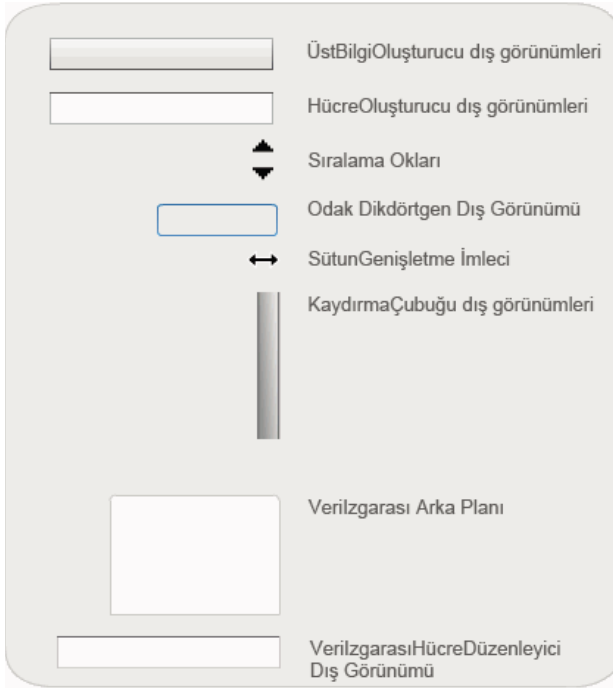 ÜstBilgiOluşturucu dış görünümleri
HücreOluşturucu dış görünümleri
Sıralama Okları
Odak Dikdörtgen Dış Görünümü
SütunGenişletme İmleci
KaydırmaÇubuğu dış görünümleri
VeriIzgarası Arka Planı
VeriIzgarasıHücreDüzenleyici
Dış Görünümü